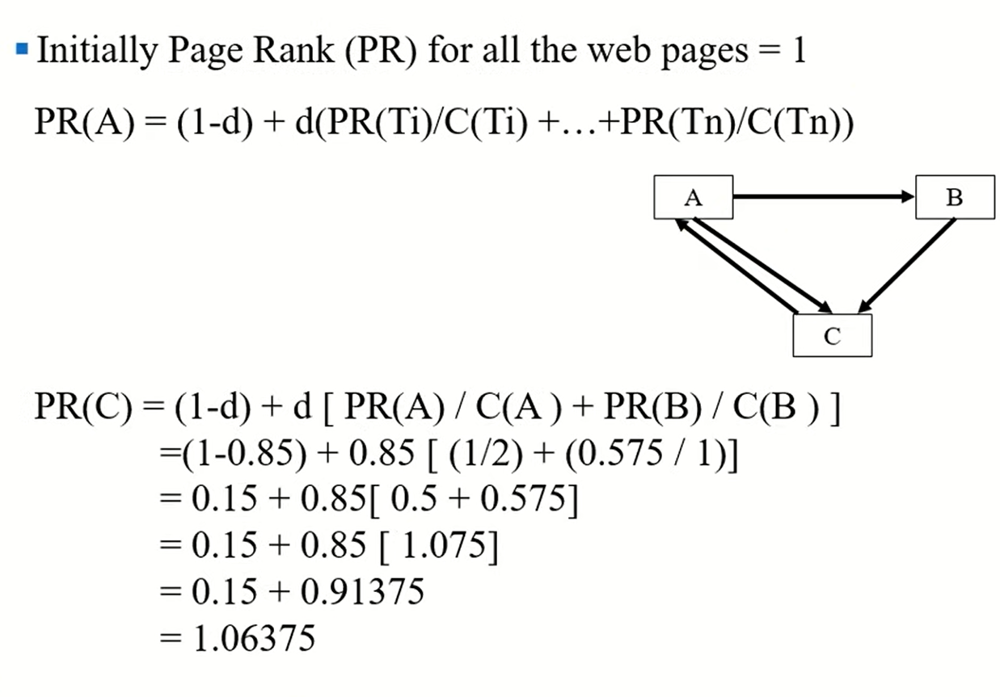 ▪ Initially Page Rank (PR) for all the web pages = 1
PR(A) = (1-d) + d(PR(Ti)/C(Ti) +…+PR(Tn)/C(Tn))
A
B
C
PR(C) = (1-d) + d [ PR(A) / C(A ) + PR(B) / C(B ) ]
=(1-0.85) + 0.85 [ (1/2) + (0.575 / 1)]
= 0.15 + 0.85[ 0.5 + 0.575]
= 0.15 + 0.85 [ 1.075]
= 0.15 + 0.91375
= 1.06375